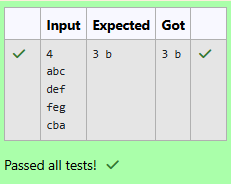 Input Expected Got
4 3 b 3 b
abc
def
feg
cba
Passed all tests!